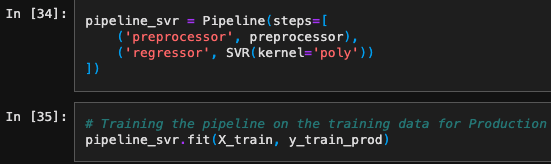 In [34]:
pipeline_svr = Pipeline(steps=[
    ('preprocessor', preprocessor),
    ('regressor', SVR(kernel='poly'))
])
In [35]:
# Training the pipeline on the training data for Production
pipeline_svr.fit(X_train, y_train_prod)